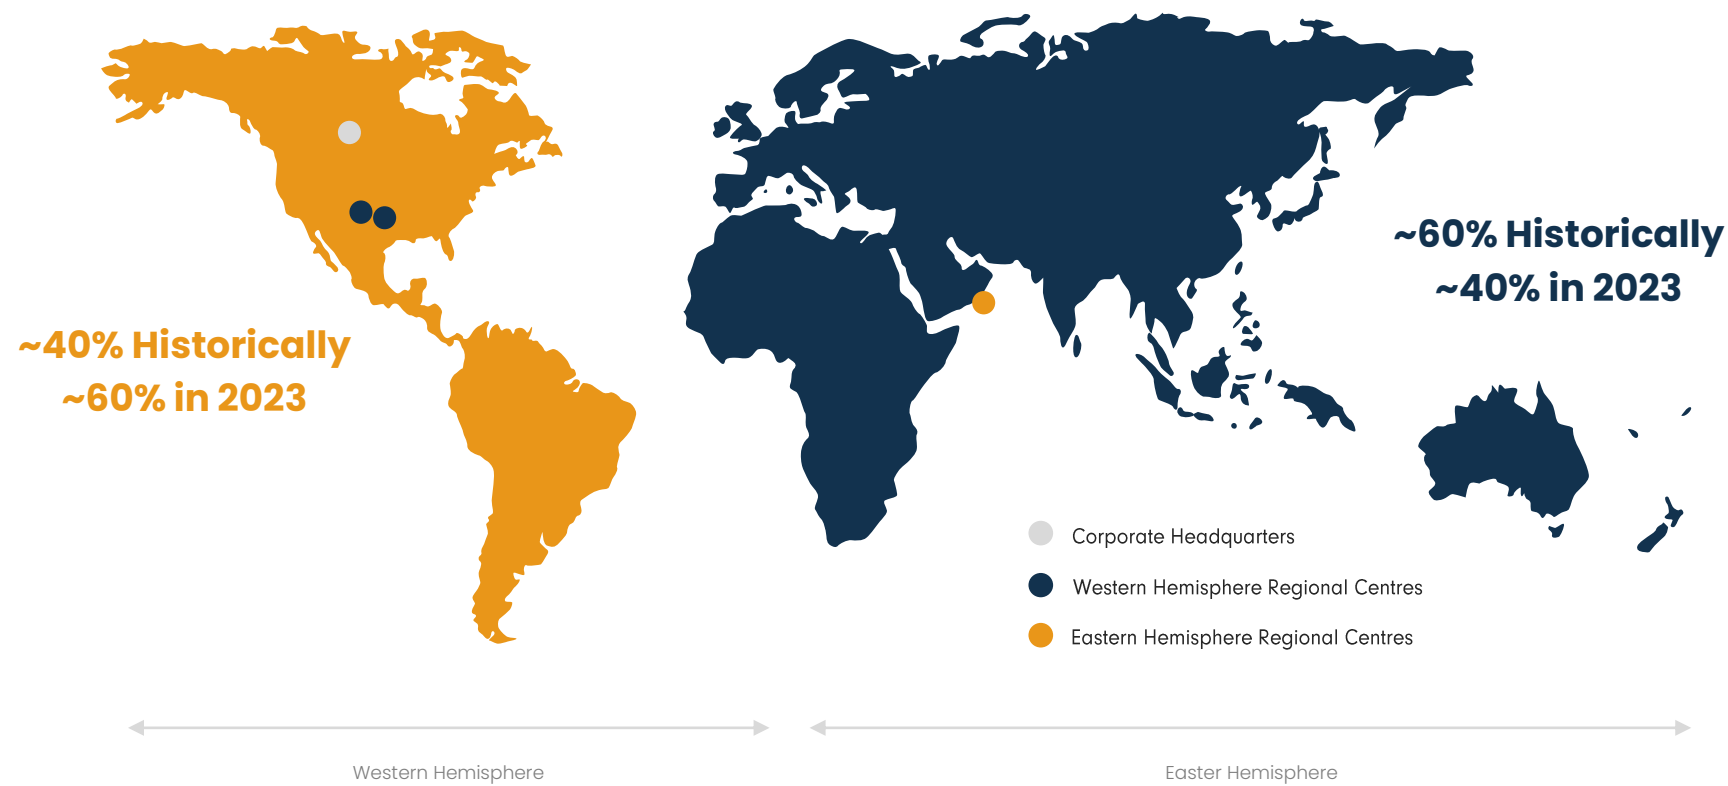 ~60% Historically
~40% in 2023
~40% Historically
~60% in 2023
Corporate Headquarters
Western Hemisphere Regional Centres
Eastern Hemisphere Regional Centres
Western Hemisphere
Easter Hemisphere